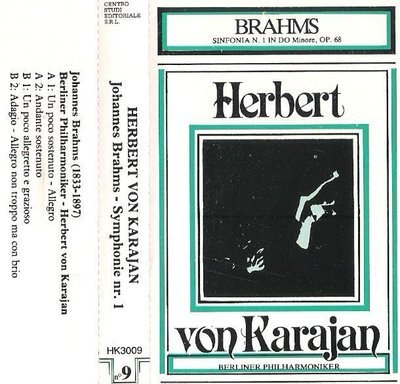 Johannes Brahms (1833-1897)
Berliner Philharmoniker - Herbert von Karajan
A 1: Un poco sostenuto - Allegro
A 2: Andante sostenuto
B 1: Un poco allegretto e grazioso
B 2: Adagio - Allegro non troppo ma con brio
CENTRO
STUDI
EDITORIALE
S.R.L.
HERBERT VON KARAJAN
Johannes Brahms - Symphonie nr. 1
HK3009
n° 9
BRAHMS
SINFONIA N. 1 IN DO Minore, OP. 68
Herbert
von Karajan
BERLINER PHILHARMONIKER